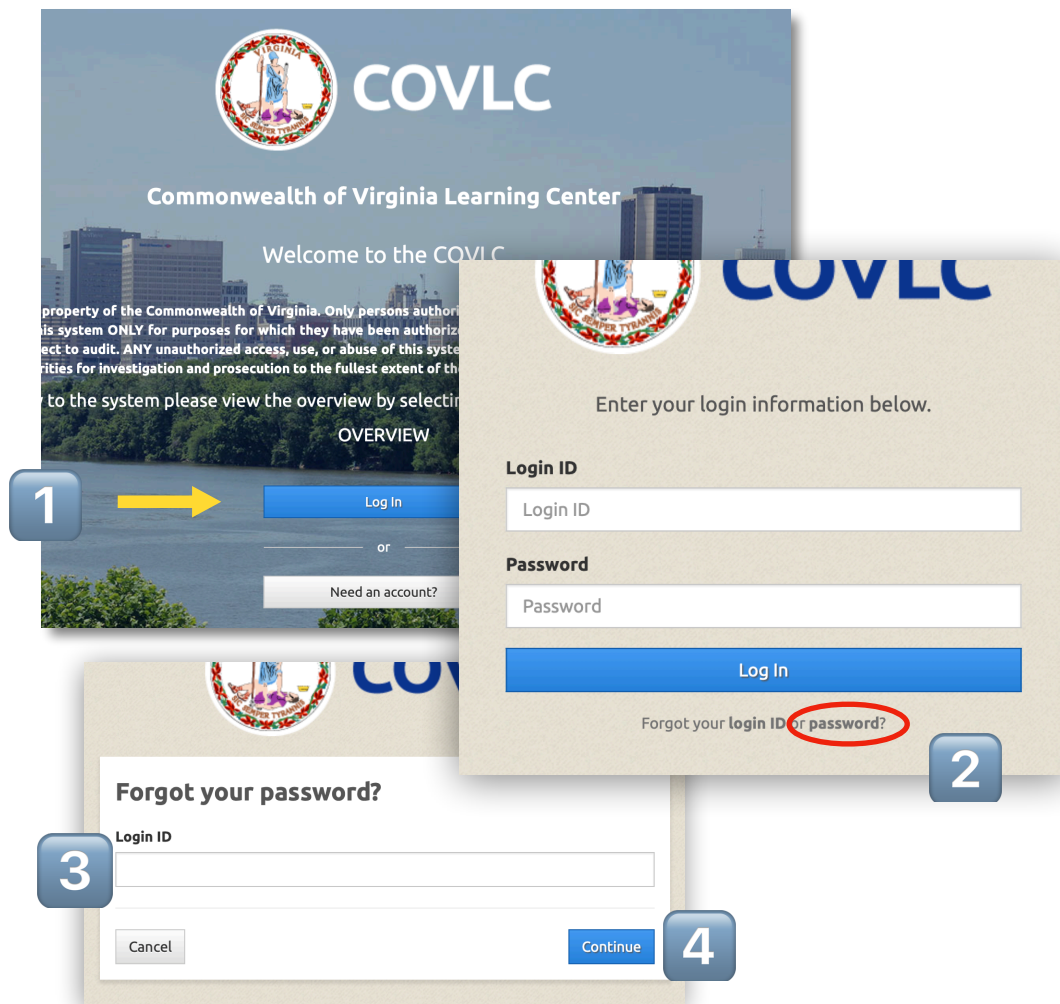 VIRGINIA
SIC SEMPER TYRANNIS
COVLC
Commonwealth of Virginia Learning Center
Welcome to the COVLC
property of the Commonwealth of Virginia. Only persons authori
his system ONLY for purposes for which they have been authoriz
ect to audit. ANY unauthorized access, use, or abuse of this syste
rities for investigation and prosecution to the fullest extent of th
to the system please view the overview by selectin
OVERVIEW
1
Log In
or
Need an account?
SIC SEMPER TYRANNIS
COVLC
Enter your login information below.
Login ID
Login ID
Password
Password
Log In
Forgot your login ID or password?
2
SEMPER TYRANNIS
COV
Forgot your password?
Login ID
3
Cancel
Continue
4